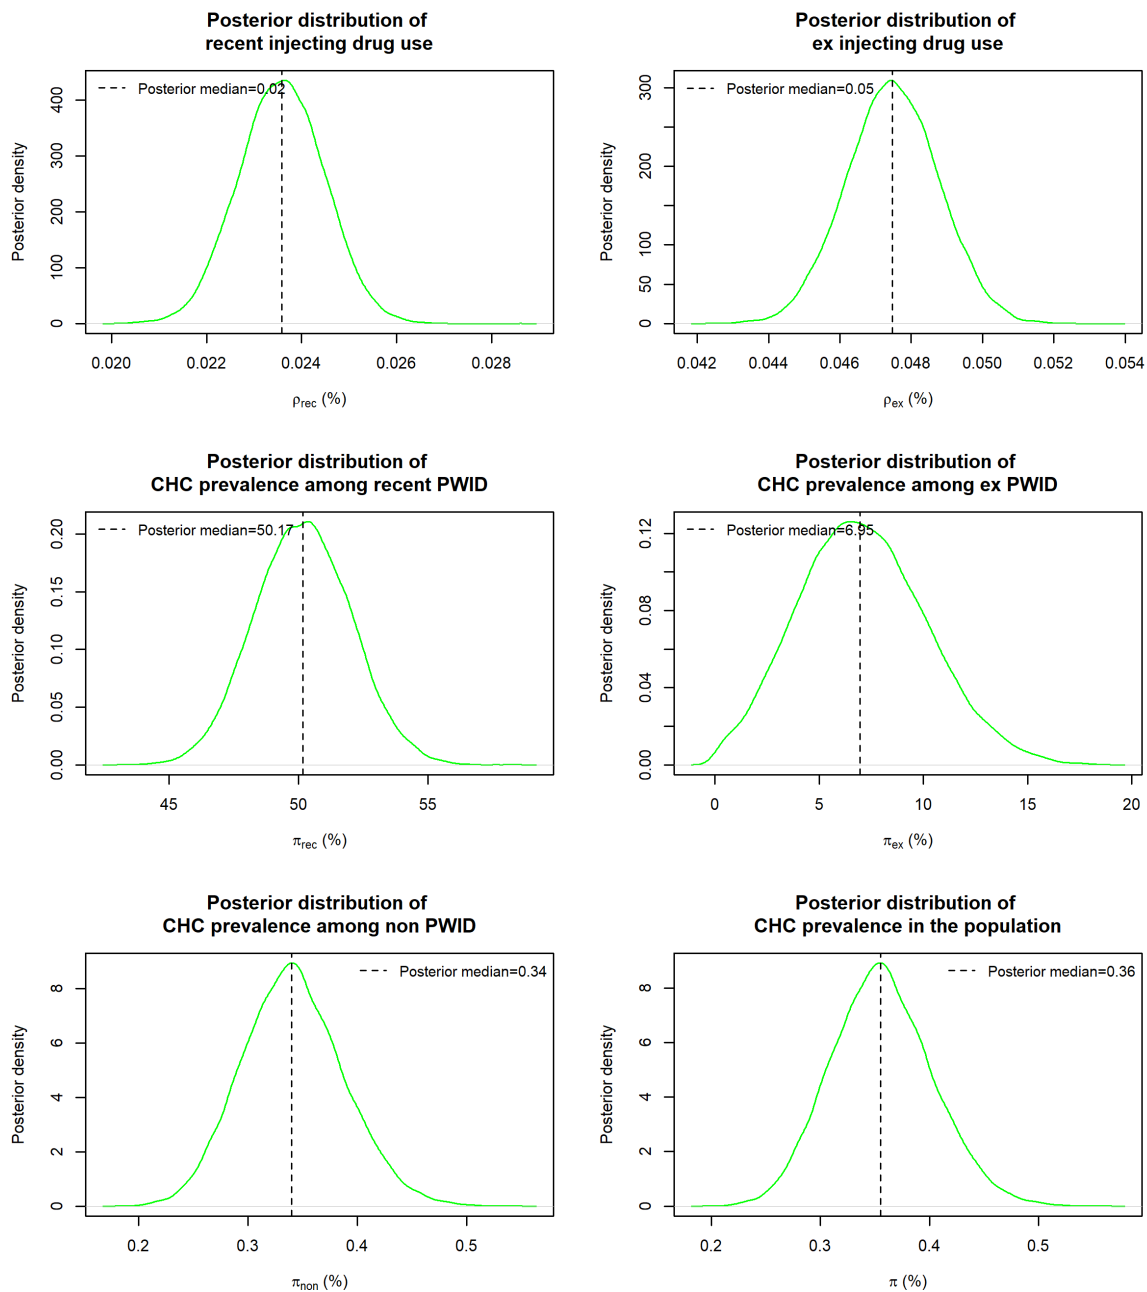 Posterior distribution of
recent injecting drug use
Posterior median=0.02
Posterior density
0
100
200
300
400
0.020
0.022
0.024
0.026
0.028
ρrec (%)
Posterior distribution of
ex injecting drug use
Posterior median=0.05
Posterior density
0
50
100
200
300
0.042
0.044
0.046
0.048
0.050
0.052
0.054
ρex (%)
Posterior distribution of
CHC prevalence among recent PWID
Posterior median=50.17
Posterior density
0.00
0.05
0.10
0.15
0.20
45
50
55
πrec (%)
Posterior distribution of
CHC prevalence among ex PWID
Posterior median=6.95
Posterior density
0.00
0.04
0.08
0.12
0
5
10
15
20
πex (%)
Posterior distribution of
CHC prevalence among non PWID
Posterior median=0.34
Posterior density
0
2
4
6
8
0.2
0.3
0.4
0.5
πnon (%)
Posterior distribution of
CHC prevalence in the population
Posterior median=0.36
Posterior density
0
2
4
6
8
0.2
0.3
0.4
0.5
π (%)